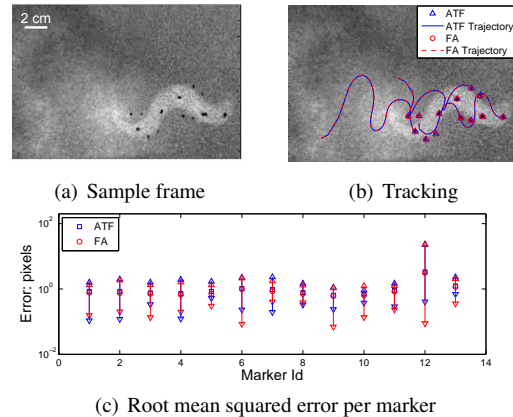 2 cm
ATF
ATF Trajectory
FA
FA Trajectory
(a) Sample frame
(b) Tracking
ATF
FA
Error: pixels
10^2
10^0
10^-2
0 2 4 6 8 10 12 14
Marker Id
(c) Root mean squared error per marker